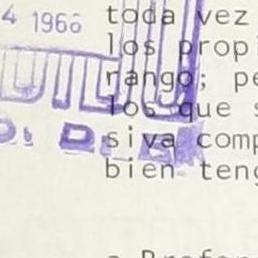 4 1966
toda vez
los propi
rango; pe
los que s
siva comp
bien teng